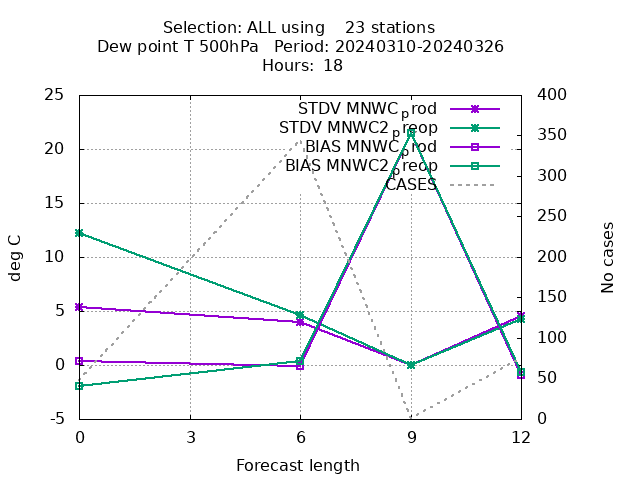 Selection: ALL using    23 stations
Dew point T 500hPa   Period: 20240310-20240326
Hours: 18
STDV MNWC_prod
STDV MNWC2_preop
BIAS MNWC_prod
BIAS MNWC2_preop
CASES
25
20
15
10
5
0
-5
400
350
300
250
200
150
100
50
0
0 3 6 9 12
deg C
No cases
Forecast length